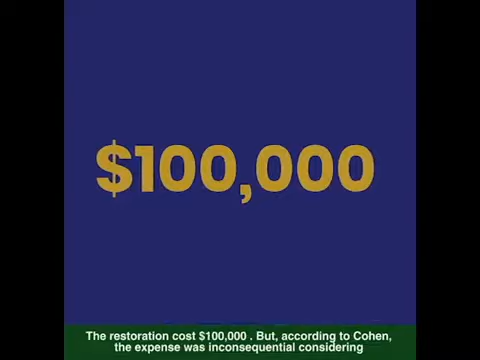 $100,000
The restoration cost $100,000 . But, according to Cohen,
the expense was inconsequential considering